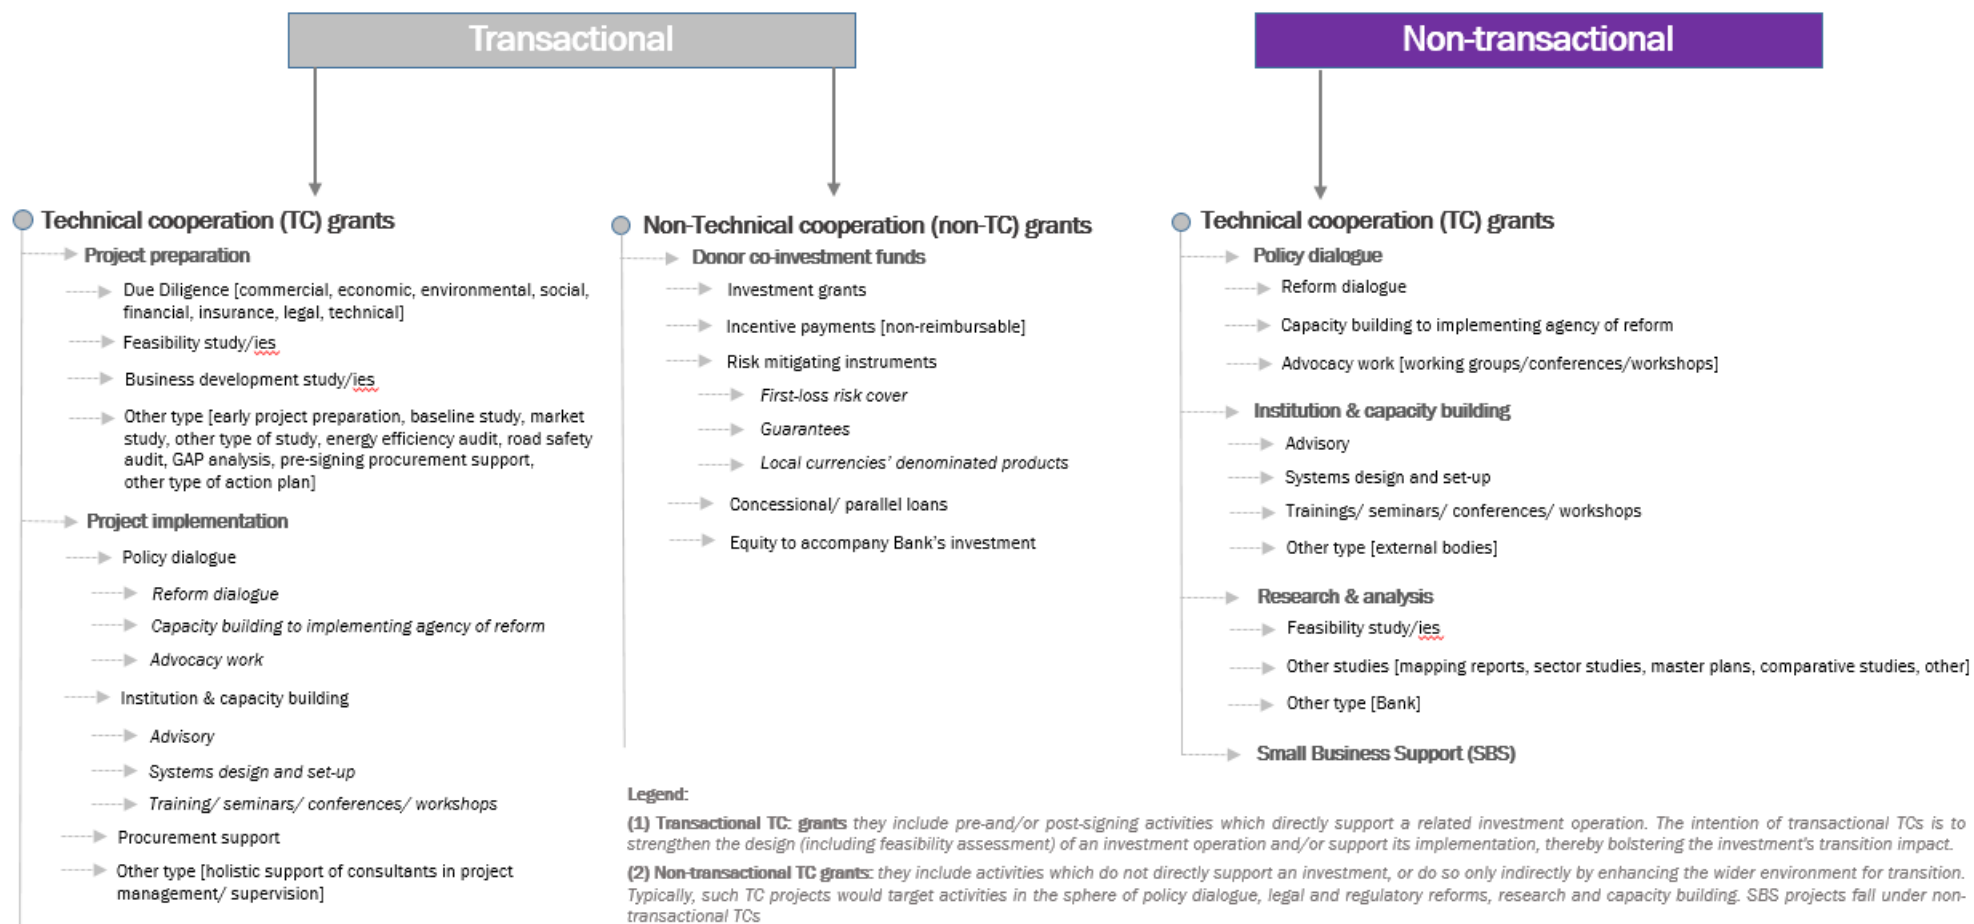 Transactional
Non-transactional
Technical cooperation (TC) grants
Project preparation
Due Diligence [commercial, economic, environmental, social,
financial, insurance, legal, technical]
Feasibility study/ies
Business development study/ies
Other type [early project preparation, baseline study, market
study, other type of study, energy efficiency audit, road safety
audit, GAP analysis, pre-signing procurement support,
other type of action plan]
Project implementation
Policy dialogue
Reform dialogue
Capacity building to implementing agency of reform
Advocacy work
Institution & capacity building
Advisory
Systems design and set-up
Training/ seminars/ conferences/ workshops
Procurement support
Other type [holistic support of consultants in project
management/ supervision]
Non-Technical cooperation (non-TC) grants
Donor co-investment funds
Investment grants
Incentive payments [non-reimbursable]
Risk mitigating instruments
First-loss risk cover
Guarantees
Local currencies' denominated products
Concessional/ parallel loans
Equity to accompany Bank's investment
Technical cooperation (TC) grants
Policy dialogue
Reform dialogue
Capacity building to implementing agency of reform
Advocacy work [working groups/conferences/workshops]
Institution & capacity building
Advisory
Systems design and set-up
Trainings/ seminars/ conferences/ workshops
Other type [external bodies]
Research & analysis
Feasibility study/ies
Other studies [mapping reports, sector studies, master plans, comparative studies, other]
Other type [Bank]
Small Business Support (SBS)
Legend:
(1) Transactional TC: grants they include pre-and/or post-signing activities which directly support a related investment operation. The intention of transactional TCs is to
strengthen the design (including feasibility assessment) of an investment operation and/or support its implementation, thereby bolstering the investment's transition impact.
(2) Non-transactional TC grants: they include activities which do not directly support an investment, or do so only indirectly by enhancing the wider environment for transition.
Typically, such TC projects would target activities in the sphere of policy dialogue, legal and regulatory reforms, research and capacity building. SBS projects fall under non-
transactional TCs